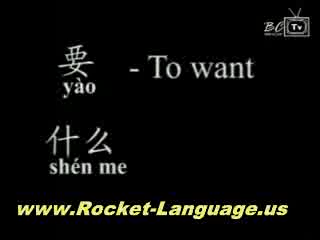 BC TV
要 - To want
yào
什么
shén me
www.Rocket-Language.us